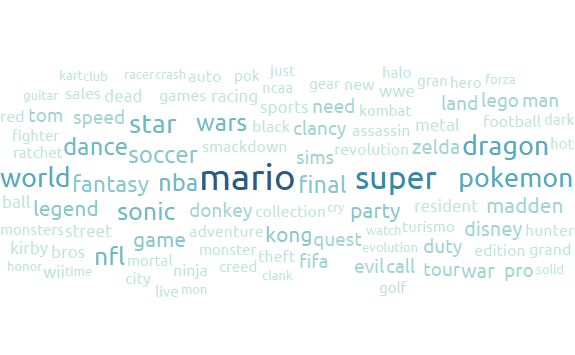 kart club racer crash auto pok just halo
guitar sales dead games racing ncaa gear new wwe gran hero forza
red tom speed star wars black sports need kombat land lego man
fighter dance soccer smackdown clancy assassin metal football dark
ratchet sims revolution zelda dragon hot
world fantasy nba mario final super pokemon
ball legend sonic donkey collection cry party resident madden
monsters street adventure kong quest watch turismo disney hunter
kirby bros nfl game monster theft fifa evolution duty edition grand
honor wii time mortal ninja creed clank evil call tour war pro solid
city live mon golf